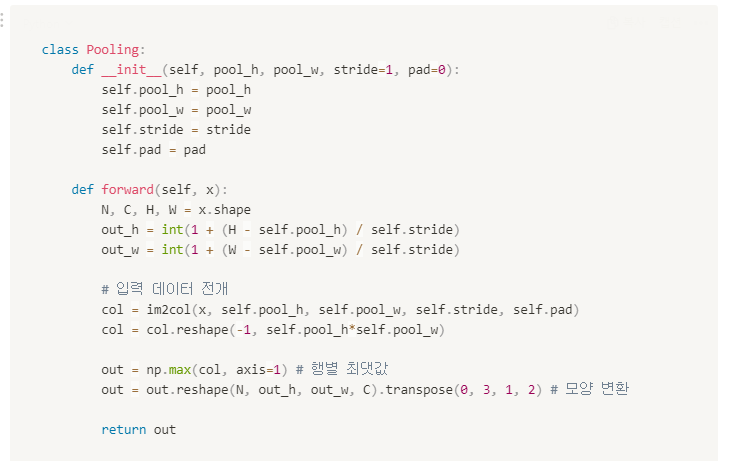 class Pooling:
    def __init__(self, pool_h, pool_w, stride=1, pad=0):
        self.pool_h = pool_h
        self.pool_w = pool_w
        self.stride = stride
        self.pad = pad
    def forward(self, x):
        N, C, H, W = x.shape
        out_h = int(1 + (H - self.pool_h) / self.stride)
        out_w = int(1 + (W - self.pool_w) / self.stride)
        # 입력 데이터 전개
        col = im2col(x, self.pool_h, self.pool_w, self.stride, self.pad)
        col = col.reshape(-1, self.pool_h*self.pool_w)
        out = np.max(col, axis=1) # 행별 최댓값
        out = out.reshape(N, out_h, out_w, C).transpose(0, 3, 1, 2) # 모양 변환
        return out